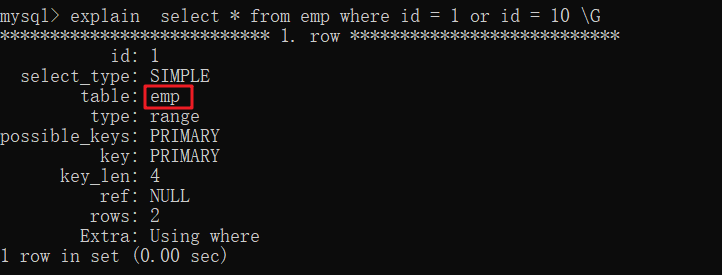 mysql> explain  select * from emp where id = 1 or id = 10 \G
*************************** 1. row ***************************
           id: 1
  select_type: SIMPLE
        table: emp
         type: range
possible_keys: PRIMARY
          key: PRIMARY
      key_len: 4
          ref: NULL
         rows: 2
        Extra: Using where
1 row in set (0.00 sec)